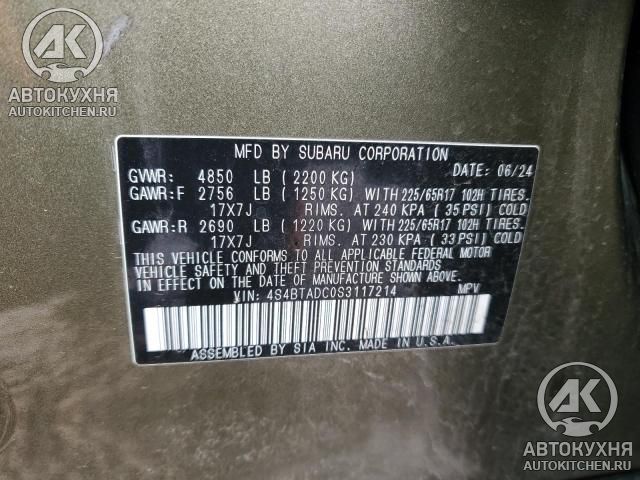 AK
АВТОКУХНЯ
AUTOKITCHEN.RU
MFD BY SUBARU CORPORATION
GVWR: 4850 LB (2200 KG) DATE: 06/24
GAWR:F 2756 LB (1250 KG) WITH 225/65R17 102H TIRES.
17X7J RIMS. AT 240 KPA (35 PSI) COLD
GAWR:R 2690 LB (1220 KG) WITH 225/65R17 102H TIRES.
17X7J RIMS. AT 230 KPA (33 PSI) COLD
THIS VEHICLE CONFORMS TO ALL APPLICABLE FEDERAL MOTOR
VEHICLE SAFETY AND THEFT PREVENTION STANDARDS
IN EFFECT ON THE DATE OF MANUFACTURE SHOWN ABOVE.
VIN: 4S4BTADC0S3117214 MPV
ASSEMBLED BY SIA INC. MADE IN U.S.A.
AK
АВТОКУХНЯ
AUTOKITCHEN.RU